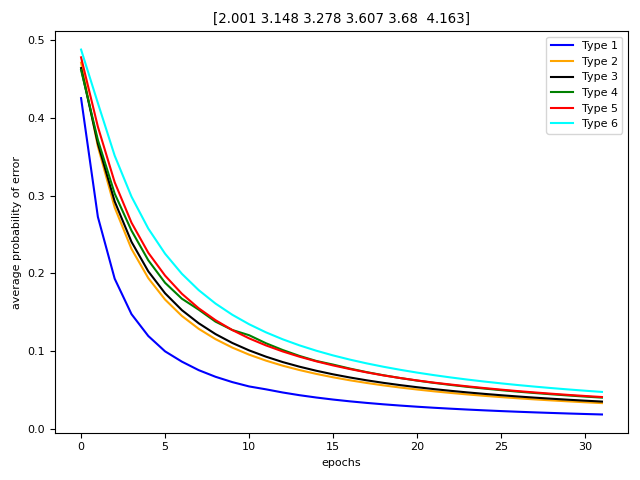 [2.001 3.148 3.278 3.607 3.68  4.163]
Type 1
Type 2
Type 3
Type 4
Type 5
Type 6
average probability of error
0.5
0.4
0.3
0.2
0.1
0.0
0 5 10 15 20 25 30
epochs